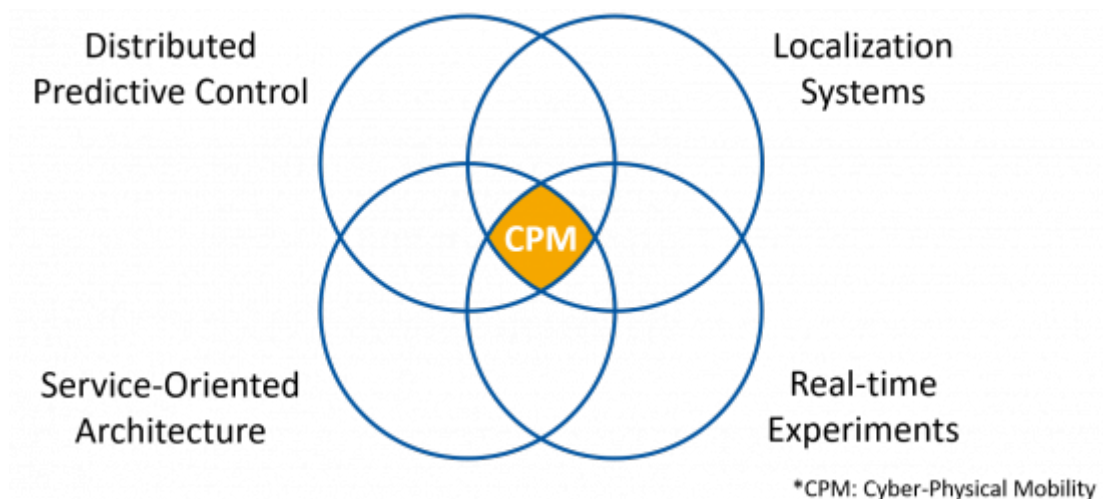 Distributed
Predictive Control
Localization
Systems
CPM
Service-Oriented
Architecture
Real-time
Experiments
*CPM: Cyber-Physical Mobility